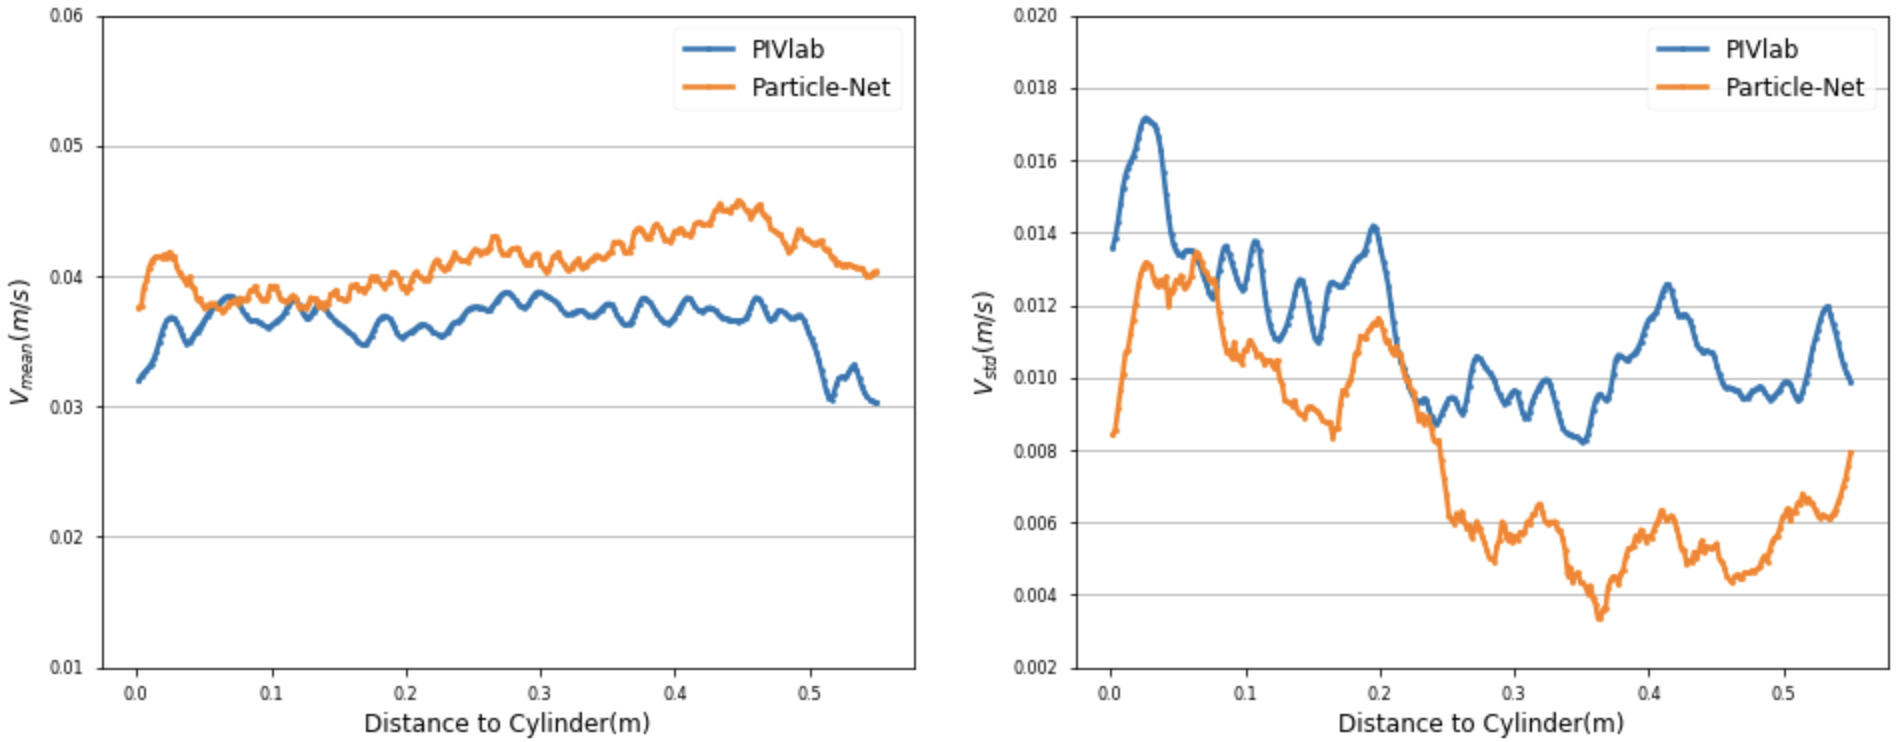 0.06
0.05
0.04
0.03
0.02
0.01
V_mean(m/s)
PIVlab
Particle-Net
0.0 0.1 0.2 0.3 0.4 0.5
Distance to Cylinder(m)
0.020
0.018
0.016
0.014
0.012
0.010
0.008
0.006
0.004
0.002
V_std(m/s)
PIVlab
Particle-Net
0.0 0.1 0.2 0.3 0.4 0.5
Distance to Cylinder(m)